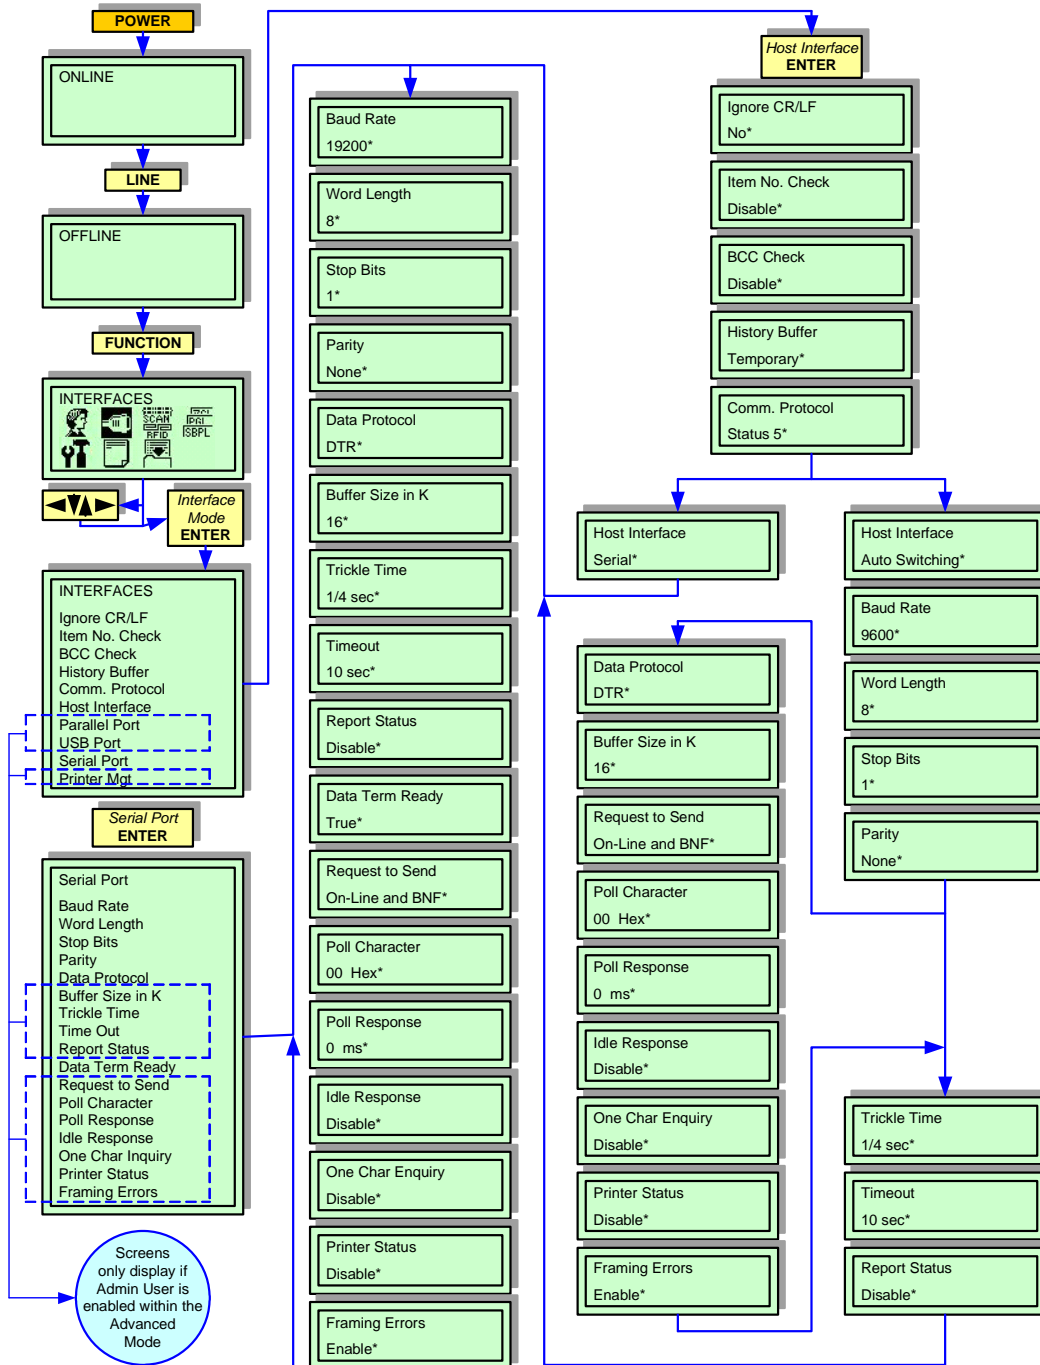 POWER
ONLINE
LINE
OFFLINE
FUNCTION
INTERFACES
SCAN
RFID
SBPL
Interface
Mode
ENTER
INTERFACES
Ignore CR/LF
Item No. Check
BCC Check
History Buffer
Comm. Protocol
Host Interface
Parallel Port
USB Port
Serial Port
Printer Mgt
Serial Port
ENTER
Serial Port
Baud Rate
Word Length
Stop Bits
Parity
Data Protocol
Buffer Size in K
Trickle Time
Time Out
Report Status
Data Term Ready
Request to Send
Poll Character
Poll Response
Idle Response
One Char Inquiry
Printer Status
Framing Errors
Screens
only display if
Admin User is
enabled within the
Advanced
Mode
Baud Rate
19200*
Word Length
8*
Stop Bits
1*
Parity
None*
Data Protocol
DTR*
Buffer Size in K
16*
Trickle Time
1/4 sec*
Timeout
10 sec*
Report Status
Disable*
Data Term Ready
True*
Request to Send
On-Line and BNF*
Poll Character
00 Hex*
Poll Response
0 ms*
Idle Response
Disable*
One Char Enquiry
Disable*
Printer Status
Disable*
Framing Errors
Enable*
Host Interface
ENTER
Ignore CR/LF
No*
Item No. Check
Disable*
BCC Check
Disable*
History Buffer
Temporary*
Comm. Protocol
Status 5*
Host Interface
Serial*
Data Protocol
DTR*
Buffer Size in K
16*
Request to Send
On-Line and BNF*
Poll Character
00 Hex*
Poll Response
0 ms*
Idle Response
Disable*
One Char Enquiry
Disable*
Printer Status
Disable*
Framing Errors
Enable*
Host Interface
Auto Switching*
Baud Rate
9600*
Word Length
8*
Stop Bits
1*
Parity
None*
Trickle Time
1/4 sec*
Timeout
10 sec*
Report Status
Disable*